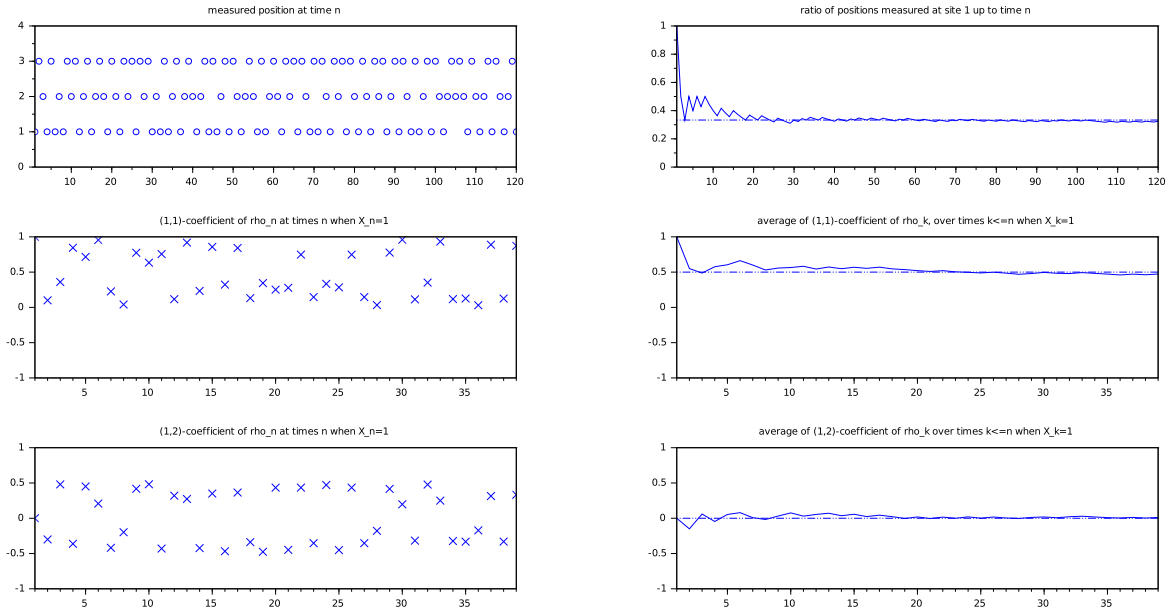 measured position at time n
4
3
2
1
0
10 20 30 40 50 60 70 80 90 100 110 120
ratio of positions measured at site 1 up to time n
1
0.8
0.6
0.4
0.2
0
10 20 30 40 50 60 70 80 90 100 110 120
(1,1)-coefficient of rho_n at times n when X_n=1
1
0.5
0
-0.5
-1
5 10 15 20 25 30 35
average of (1,1)-coefficient of rho_k, over times k<=n when X_k=1
1
0.5
0
-0.5
-1
5 10 15 20 25 30 35
(1,2)-coefficient of rho_n at times n when X_n=1
1
0.5
0
-0.5
-1
5 10 15 20 25 30 35
average of (1,2)-coefficient of rho_k over times k<=n when X_k=1
1
0.5
0
-0.5
-1
5 10 15 20 25 30 35